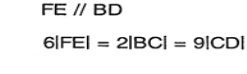 FE // BD
6|FE| = 2|BC| = 9|CD|